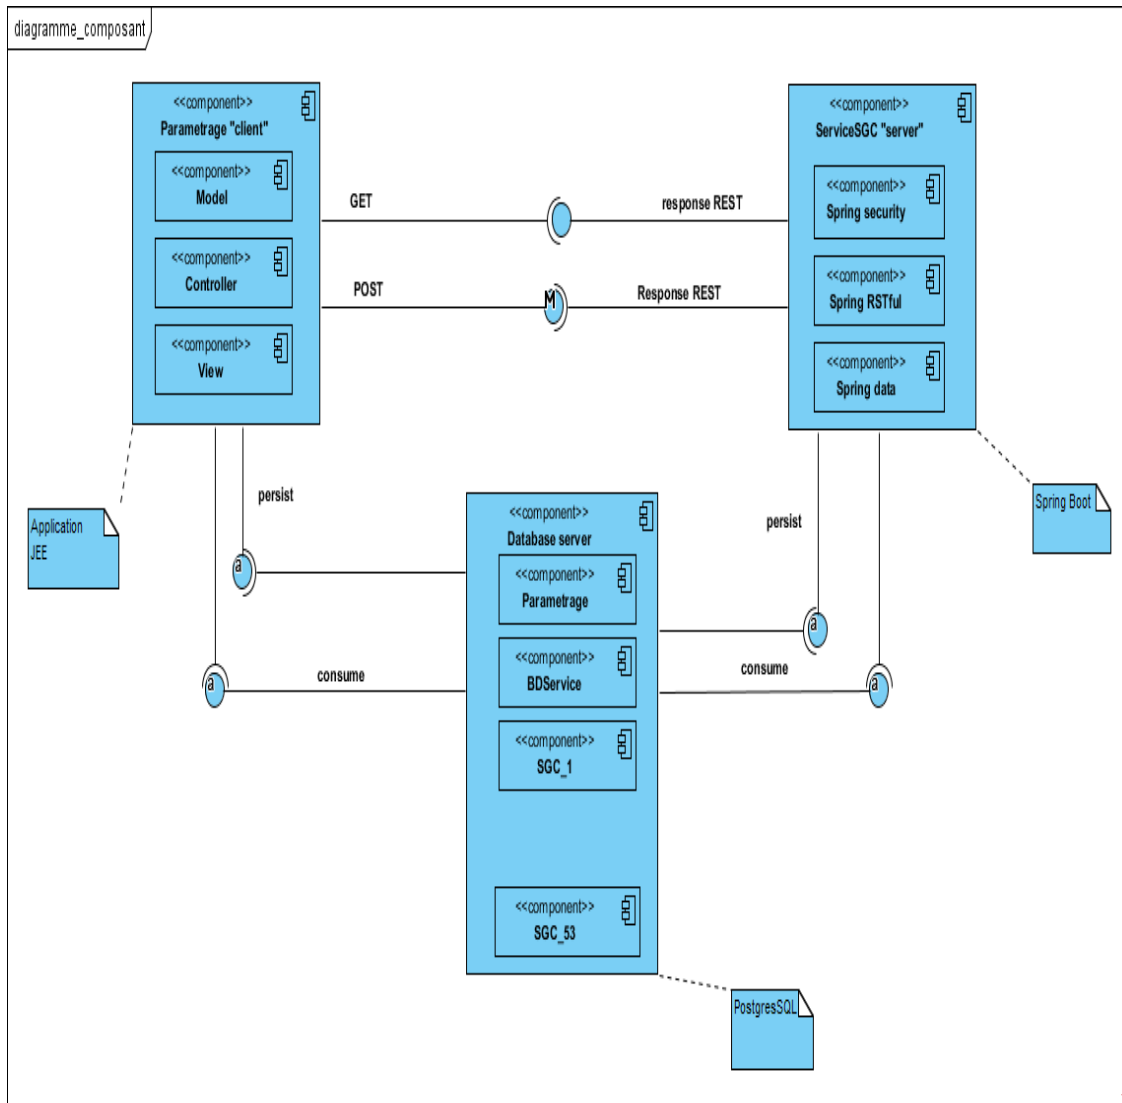 diagramme_composant
<<component>>
Parametrage "client"
<<component>>
Model
<<component>>
Controller
<<component>>
View
GET
response REST
POST
M
Response REST
<<component>>
ServiceSGC "server"
<<component>>
Spring security
<<component>>
Spring RSTful
<<component>>
Spring data
Application
JEE
persist
a
consume
a
<<component>>
Database server
<<component>>
Parametrage
<<component>>
BDService
<<component>>
SGC_1
<<component>>
SGC_53
persist
a
consume
a
Spring Boot
PostgresSQL